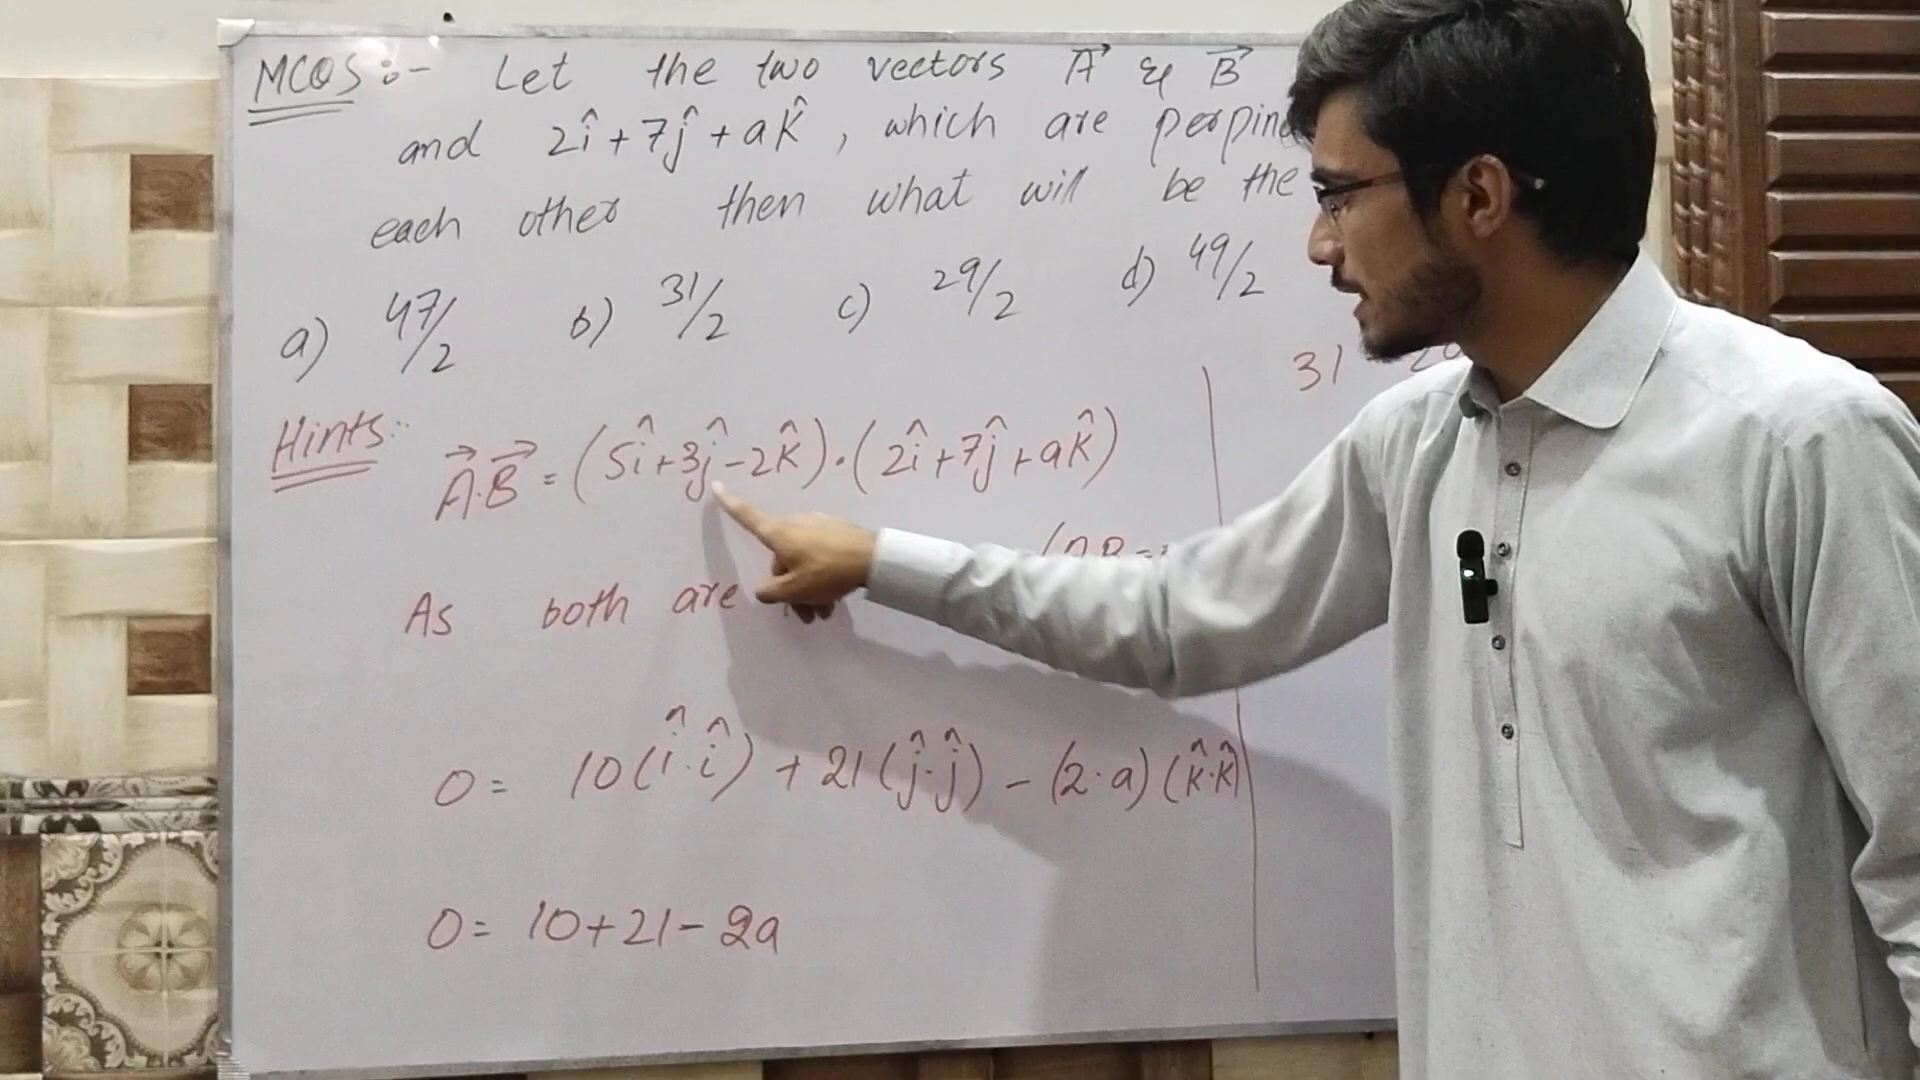 MCQS:- Let the two vectors A⃗ & B⃗
and 2î+7ĵ+ak̂, which are
each other then what will be the
a) 47/2 b) 31/2 c) 29/2 d) 49/2
Hints:
A⃗.B⃗ = (5î+3ĵ-2k̂)·(2î+7ĵ+ak̂)
As both are
0= 10(î.î) + 21(ĵ.ĵ) - (2.a)(k̂.k̂)
0= 10+21-2a
31